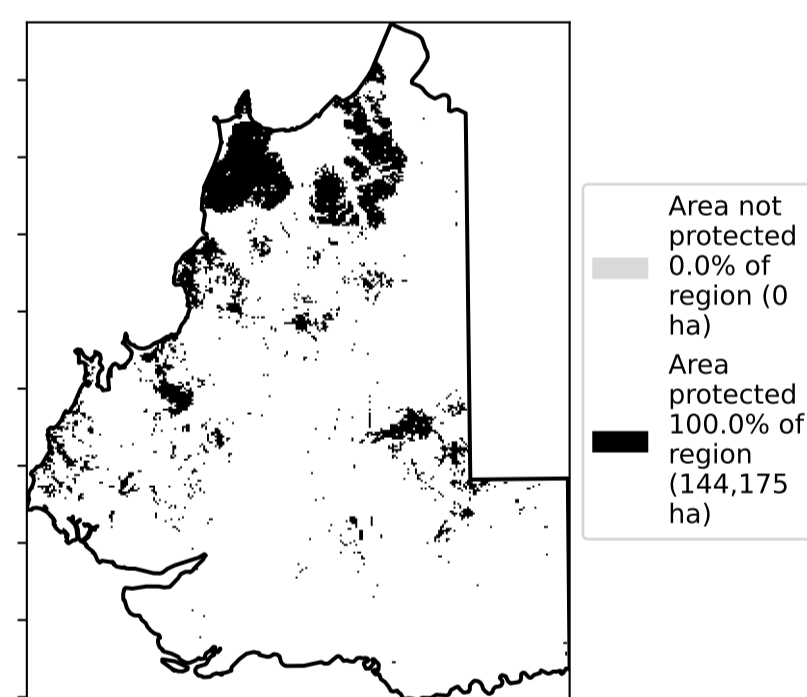 Area not
protected
0.0% of
region (0
ha)
Area
protected
100.0% of
region
(144,175
ha)